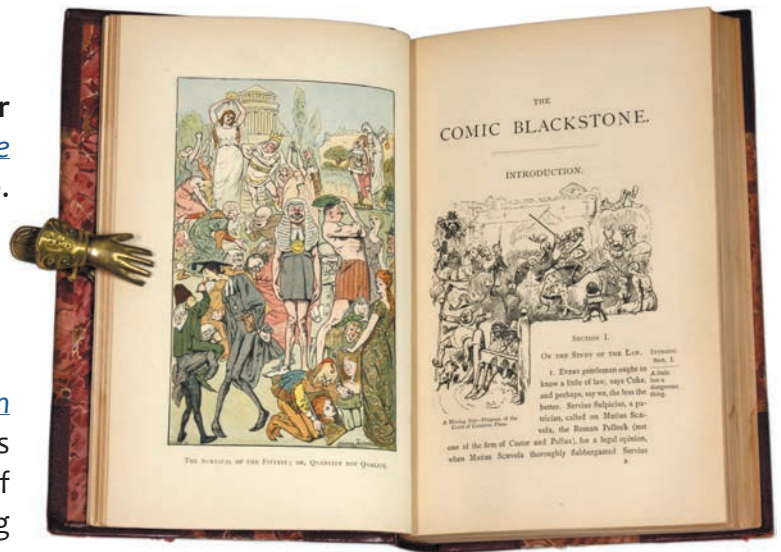 r
e
.
n
s
f
g
THE SURVIVAL OF THE FITTEST; OR, QUANTITY NOT QUALITY.
THE
COMIC BLACKSTONE.
INTRODUCTION.
A Moving Site—Progress of the
Court of Common Pleas.
SECTION I.
ON THE STUDY OF THE LAW.
1. EVERY gentleman ought to
know a little of law, says Coke,
and perhaps, say we, the less the
better. Servius Sulpicius, a pa-
trician, called on Mutius Scæ-
vola, the Roman Pollock (not
one of the firm of Castor and Pollux), for a legal opinion,
when Mutius Scævola thoroughly flabbergasted Servius
INTROD.
SECT. I.
A little
law a
dangerous
thing.